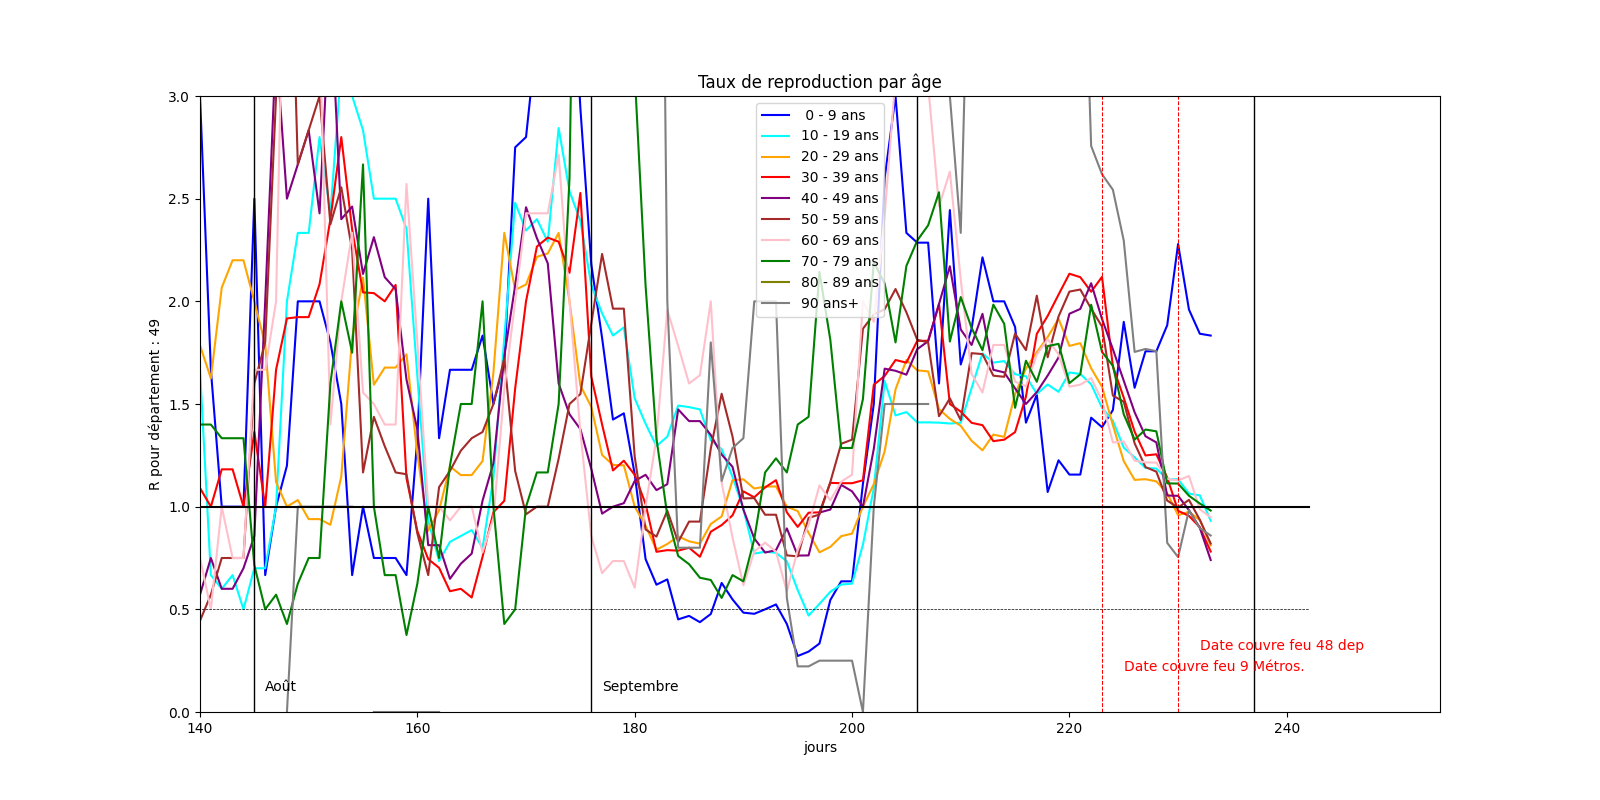 Taux de reproduction par âge
R pour département : 49
3.0
2.5
2.0
1.5
1.0
0.5
0.0
0 - 9 ans
10 - 19 ans
20 - 29 ans
30 - 39 ans
40 - 49 ans
50 - 59 ans
60 - 69 ans
70 - 79 ans
80 - 89 ans
90 ans+
Date couvre feu 48 dep
Date couvre feu 9 Métros.
Août
Septembre
140
160
180
200
220
240
jours